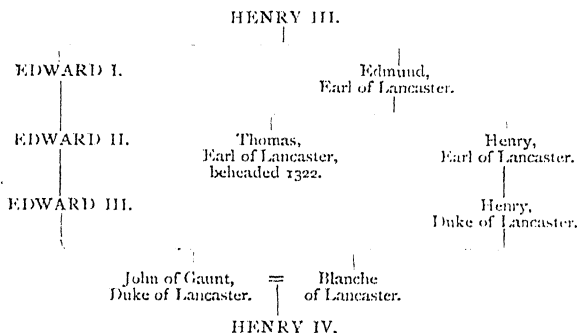 HENRY III.
EDWARD I.
Edmund,
Earl of Lancaster.
EDWARD II.
Thomas,
Earl of Lancaster,
beheaded 1322.
Henry,
Earl of Lancaster.
EDWARD III.
Henry,
Duke of Lancaster.
John of Gaunt,
Duke of Lancaster.
=
Blanche
of Lancaster.
HENRY IV.